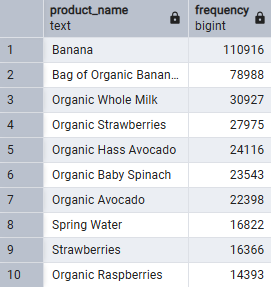 product_name frequency
text bigint
1 Banana 110916
2 Bag of Organic Banan... 78988
3 Organic Whole Milk 30927
4 Organic Strawberries 27975
5 Organic Hass Avocado 24116
6 Organic Baby Spinach 23543
7 Organic Avocado 22398
8 Spring Water 16822
9 Strawberries 16366
10 Organic Raspberries 14393